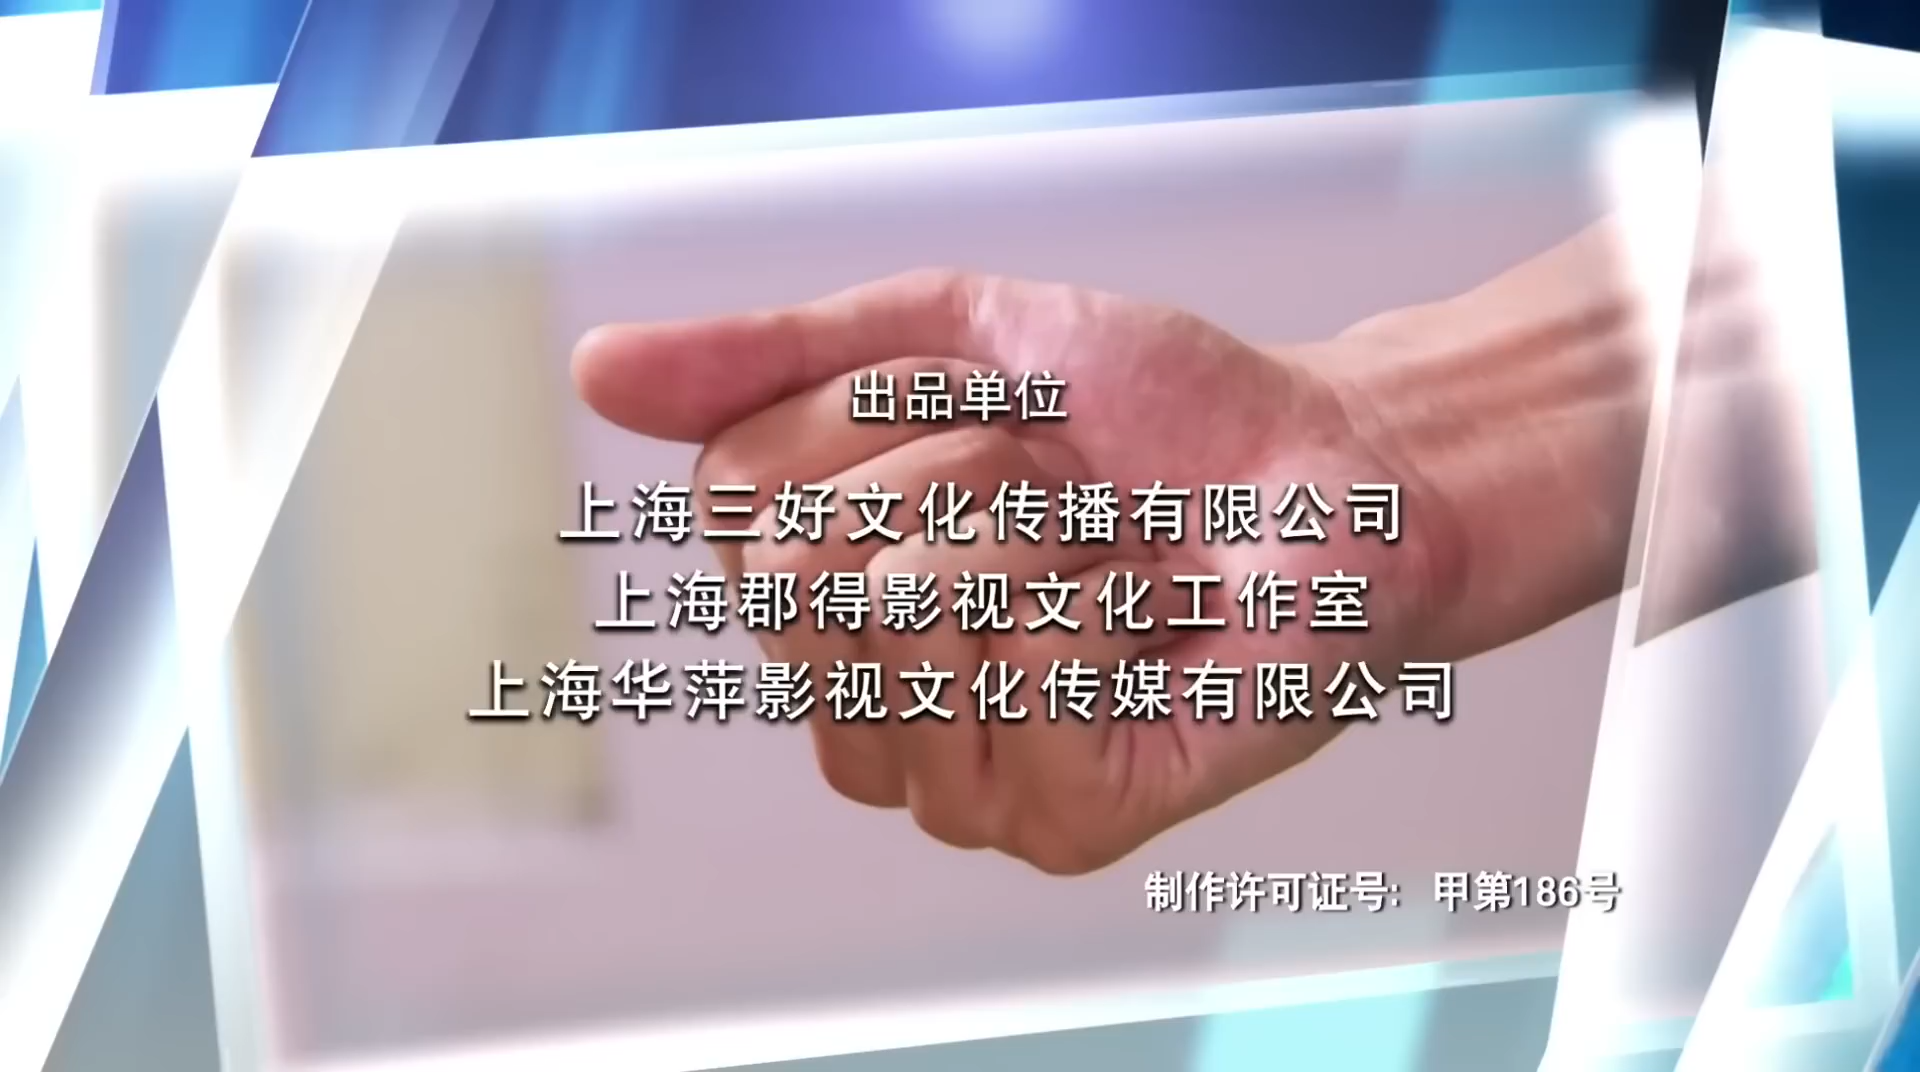 出品单位
上海三好文化传播有限公司
上海郡得影视文化工作室
上海华萍影视文化传媒有限公司
制作许可证号: 甲第186号